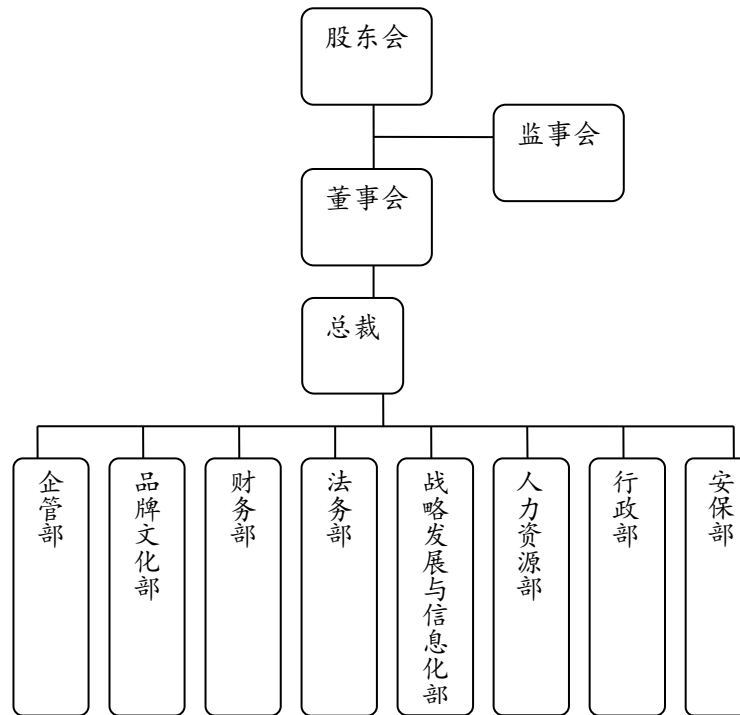 股东会
监事会
董事会
总裁
企管部
品牌文化部
财务部
法务部
战略发展与信息化部
人力资源部
行政部
安保部